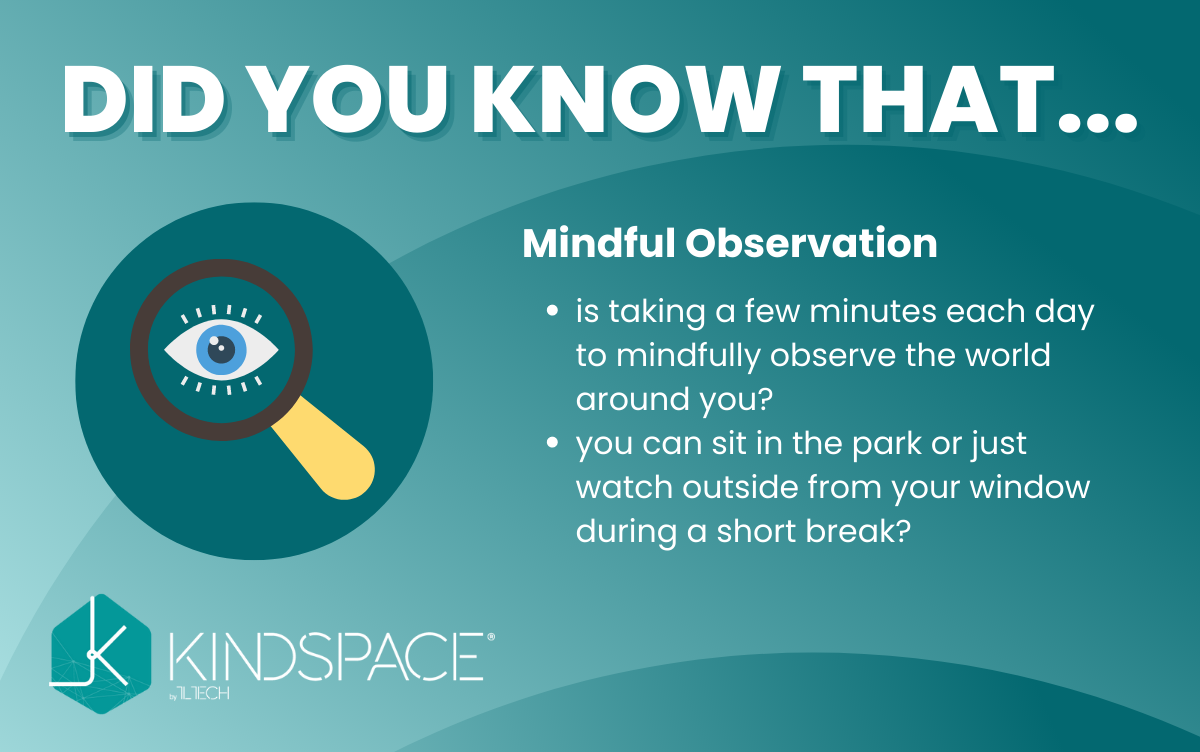 DID YOU KNOW THAT...
Mindful Observation
• is taking a few minutes each day
to mindfully observe the world
around you?
• you can sit in the park or just
watch outside from your window
during a short break?
KINDSPACE®
by 1L1TECH